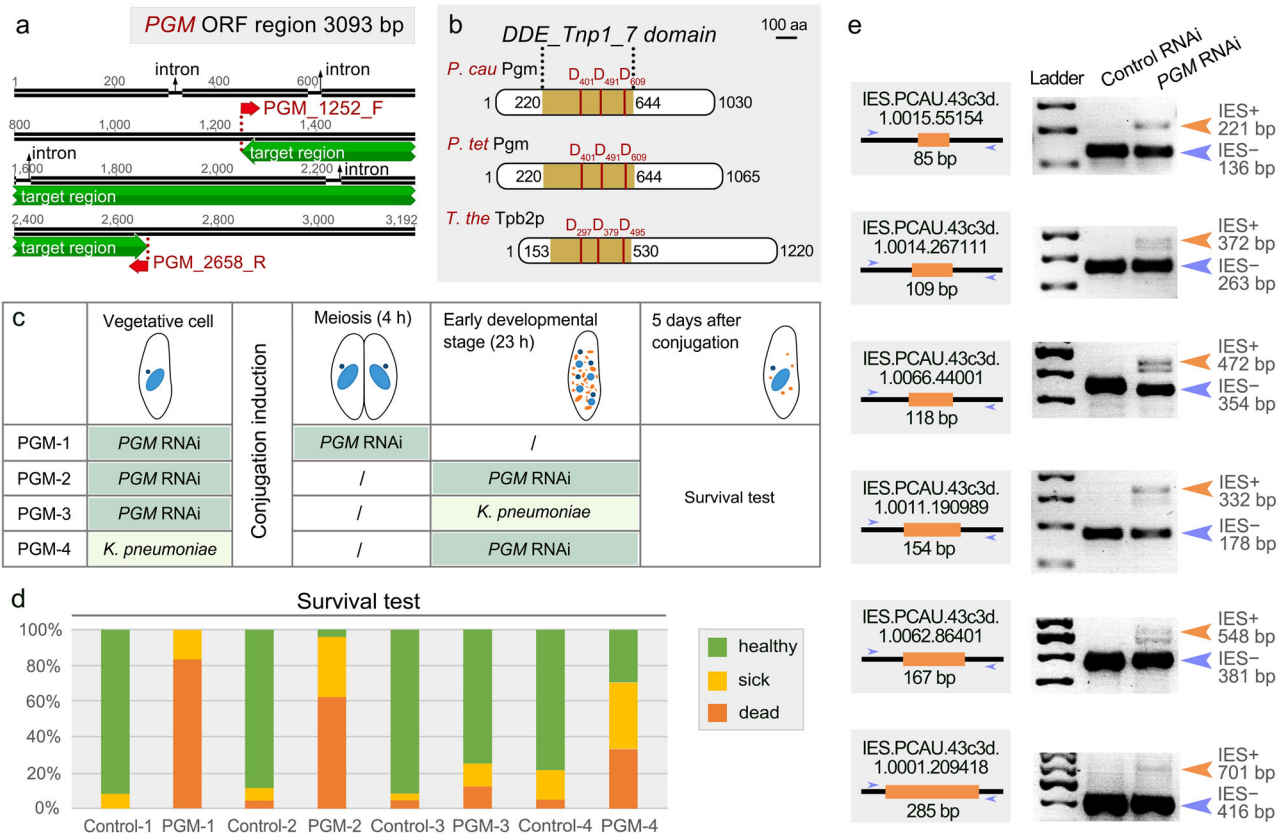 a
PGM ORF region 3093 bp
1 200 intron 600 intron
800 1,000 1,200 1,400
PGM_1252_F
target region
intron
1,600 2,200 intron
target region
2,400 2,600 2,800 3,000 3,192
target region
PGM_2658_R
b
DDE_Tnp1_7 domain
100 aa
P. cau Pgm D401 D491 D609
1 220 644 1030
P. tet Pgm D401 D491 D609
1 220 644 1065
T. the Tpb2p D297 D379 D495
1 153 530 1220
c
Vegetative cell
Conjugation induction
Meiosis (4 h)
Early developmental
stage (23 h)
5 days after
conjugation
PGM-1 PGM RNAi PGM RNAi /
PGM-2 PGM RNAi / PGM RNAi
PGM-3 PGM RNAi / K. pneumoniae
PGM-4 K. pneumoniae / PGM RNAi
Survival test
d
Survival test
100%
80%
60%
40%
20%
0%
Control-1 PGM-1 Control-2 PGM-2 Control-3 PGM-3 Control-4 PGM-4
healthy
sick
dead
e
Ladder Control RNAi PGM RNAi
IES.PCAU.43c3d.
1.0015.55154
85 bp
IES+
221 bp
IES−
136 bp
IES.PCAU.43c3d.
1.0014.267111
109 bp
IES+
372 bp
IES−
263 bp
IES.PCAU.43c3d.
1.0066.44001
118 bp
IES+
472 bp
IES−
354 bp
IES.PCAU.43c3d.
1.0011.190989
154 bp
IES+
332 bp
IES−
178 bp
IES.PCAU.43c3d.
1.0062.86401
167 bp
IES+
548 bp
IES−
381 bp
IES.PCAU.43c3d.
1.0001.209418
285 bp
IES+
701 bp
IES−
416 bp